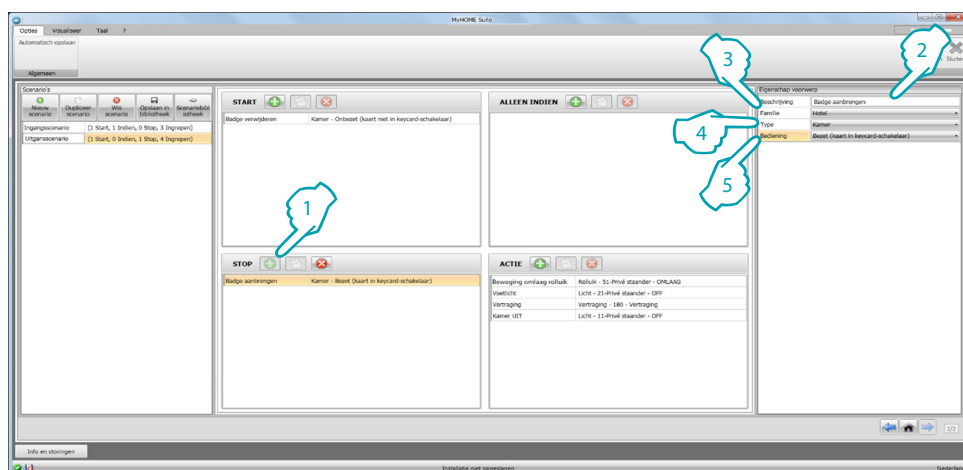 MyHOME Suite
Opties Visualiseer Taal ?
Automatisch opslaan
Algemeen
Sluiten
Scenario's
Nieuw scenario
Dupliceer scenario
Wis scenario
Opslaan in bibliotheek
Scenariobibliotheek
Ingangsscenario (1 Start, 1 Indien, 0 Stop, 3 Ingrepen)
Uitgangsscenario (1 Start, 0 Indien, 1 Stop, 4 Ingrepen)
START
Badge verwijderen Kamer - Onbezet (kaart niet in keycard-schakelaar)
ALLEEN INDIEN
STOP
Badge aanbrengen Kamer - Bezet (kaart in keycard-schakelaar)
ACTIE
Beweging omlaag rolluik Rolluik - 51-Privé staander - OMLAAG
Voetlicht Licht - 21-Privé staander - OFF
Vertraging Vertraging - 180 - Vertraging
Kamer UIT Licht - 11-Privé staander - OFF
Eigenschap voorwerp
Beschrijving Badge aanbrengen
Familie Hotel
Type Kamer
Bediening Bezet (kaart in keycard-schakelaar)
1
2
3
4
5
2/2
Info en storingen
Installatie niet opgeslagen